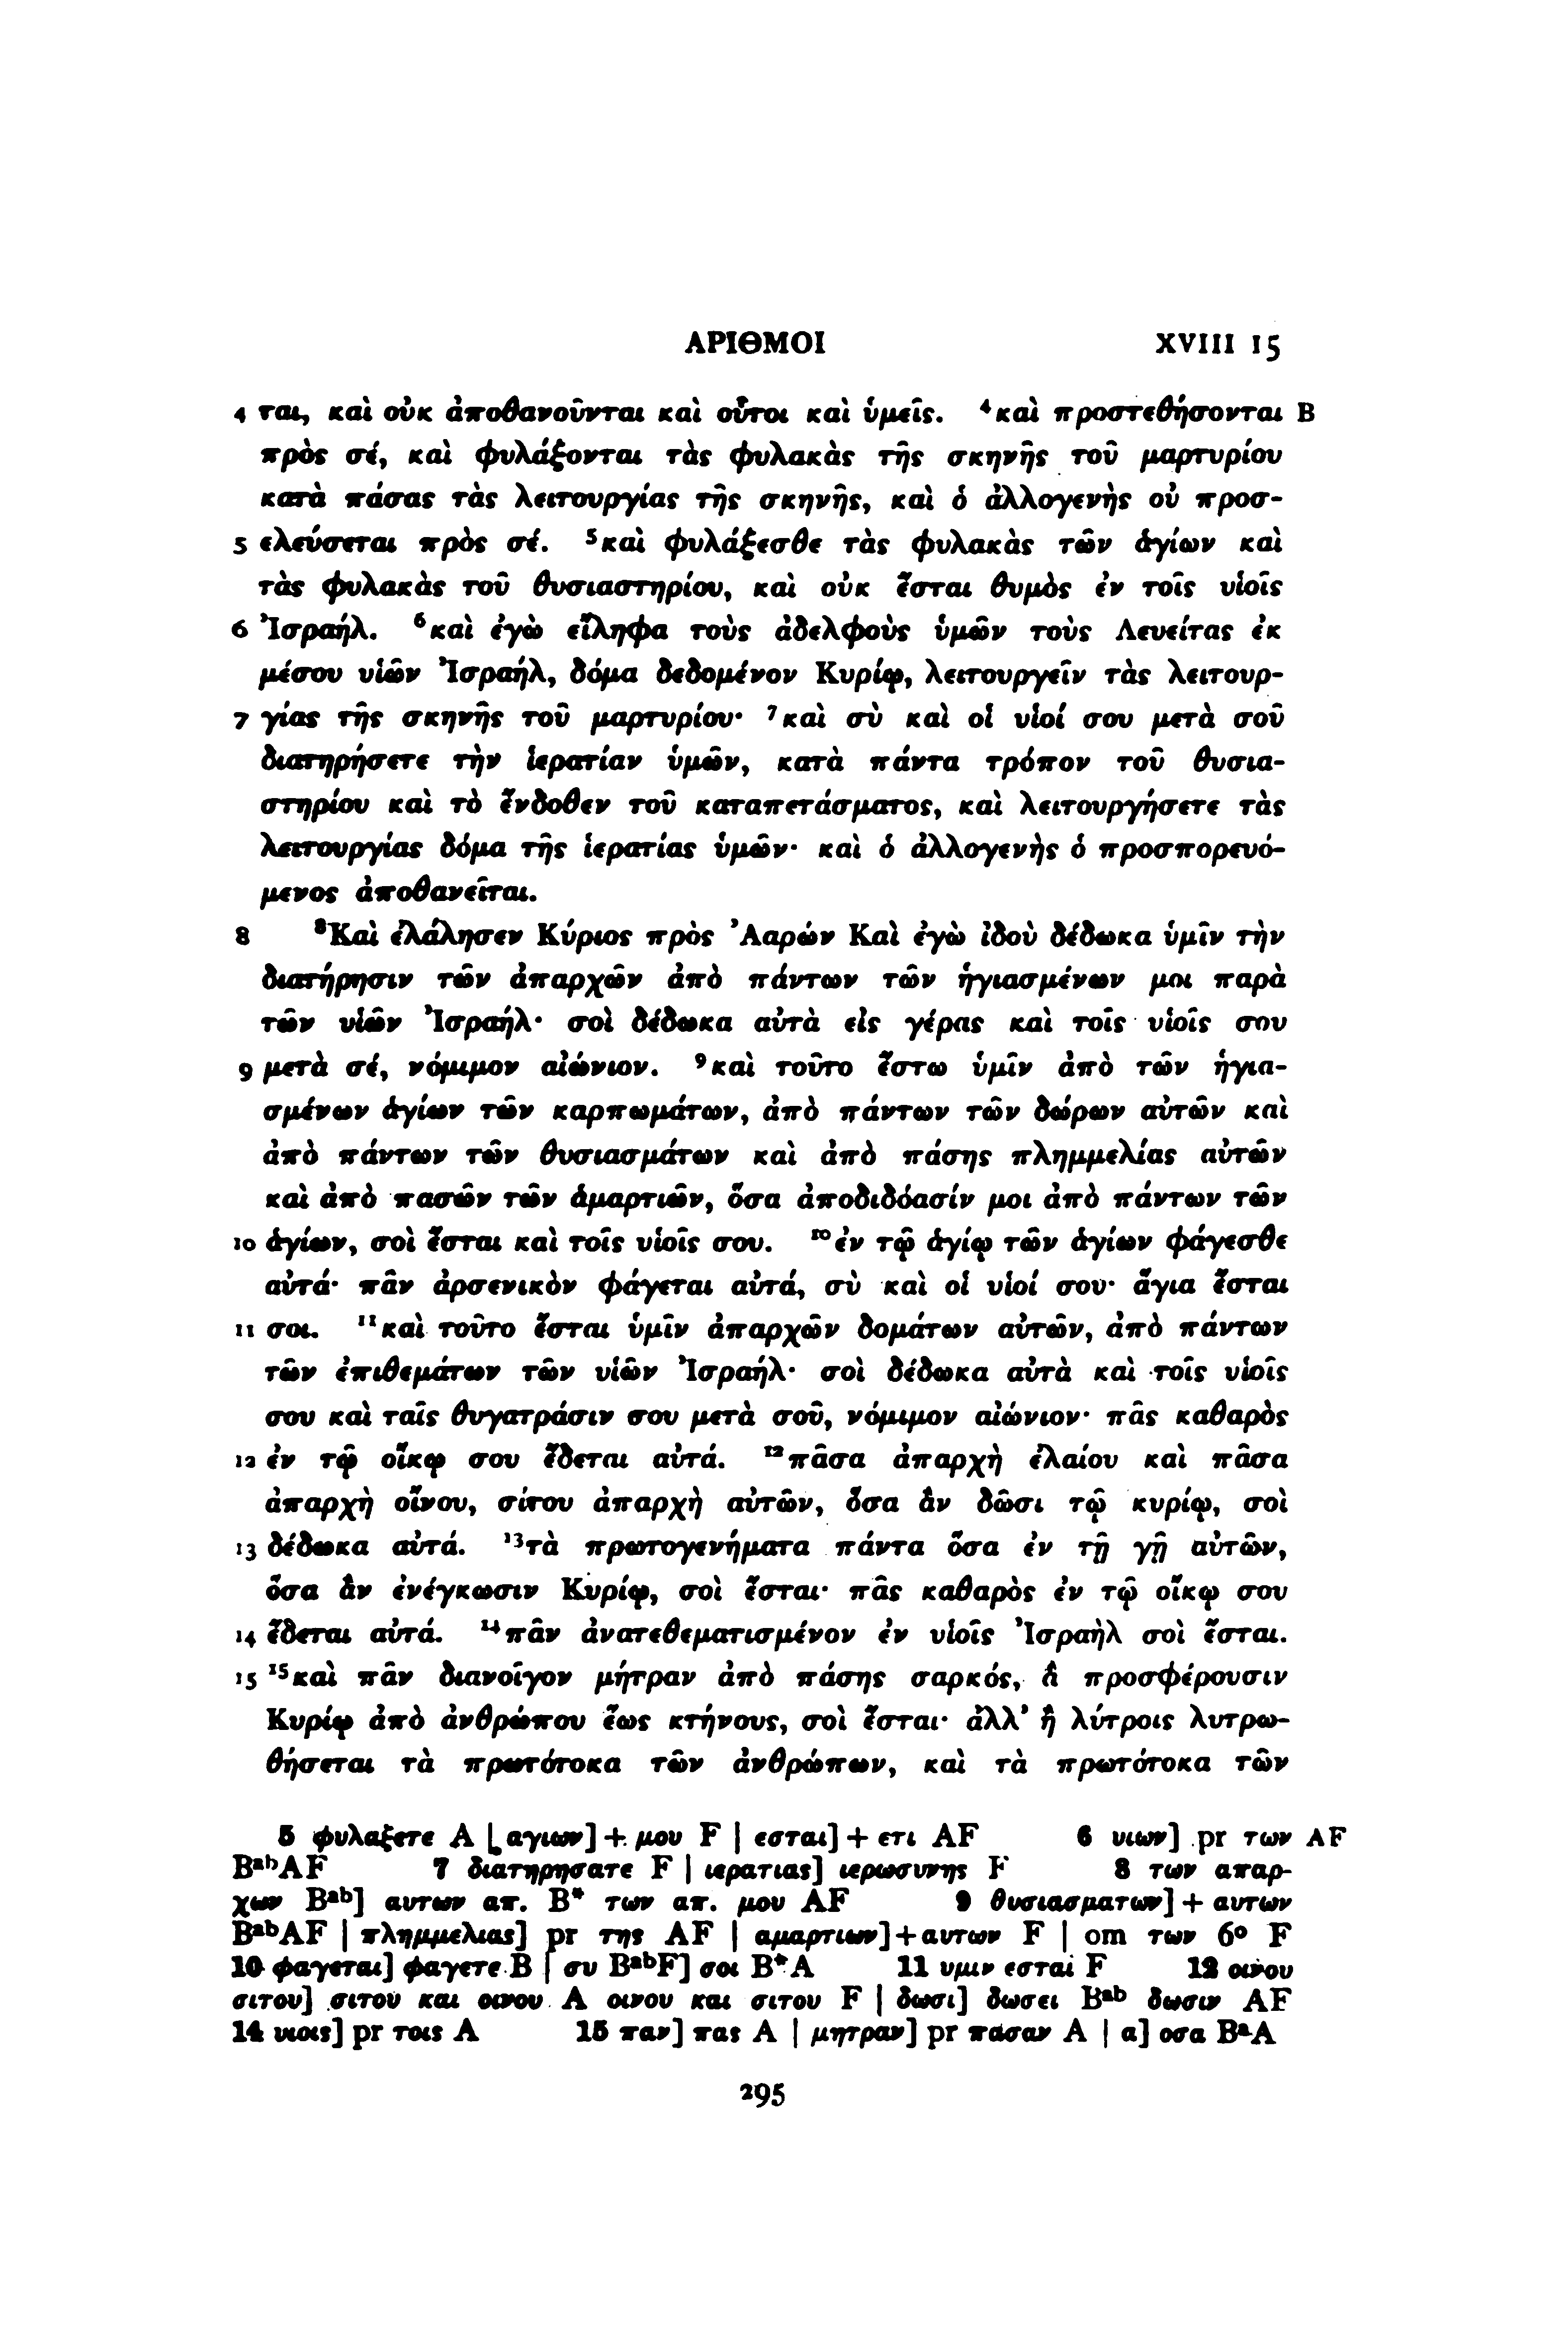 ΑΡΙΘΜΟΙ XVIII 15
4 ται, καὶ οὐκ ἀποθανοῦνται καὶ οὗτοι καὶ ὑμεῖς. ⁴καὶ προστεθήσονται B
πρὸς σέ, καὶ φυλάξονται τὰς φυλακὰς τῆς σκηνῆς τοῦ μαρτυρίου
κατὰ πάσας τὰς λειτουργίας τῆς σκηνῆς, καὶ ὁ ἀλλογενὴς οὐ προσ-
5 ελεύσεται πρὸς σέ. ⁵καὶ φυλάξεσθε τὰς φυλακὰς τῶν ἁγίων καὶ
τὰς φυλακὰς τοῦ θυσιαστηρίου, καὶ οὐκ ἔσται θυμὸς ἐν τοῖς υἱοῖς
6 Ἰσραήλ. ⁶καὶ ἐγὼ εἴληφα τοὺς ἀδελφοὺς ὑμῶν τοὺς Λευείτας ἐκ
μέσου υἱῶν Ἰσραήλ, δόμα δεδομένον Κυρίῳ, λειτουργεῖν τὰς λειτουρ-
7 γίας τῆς σκηνῆς τοῦ μαρτυρίου· ⁷καὶ σὺ καὶ οἱ υἱοί σου μετὰ σοῦ
διατηρήσετε τὴν ἱερατίαν ὑμῶν, κατὰ πάντα τρόπον τοῦ θυσια-
στηρίου καὶ τὸ ἔνδοθεν τοῦ καταπετάσματος, καὶ λειτουργήσετε τὰς
λειτουργίας δόμα τῆς ἱερατίας ὑμῶν· καὶ ὁ ἀλλογενὴς ὁ προσπορευό-
μενος ἀποθανεῖται.
8 ⁸Καὶ ἐλάλησεν Κύριος πρὸς Ἀαρών Καὶ ἐγὼ ἰδοὺ δέδωκα ὑμῖν τὴν
διατήρησιν τῶν ἀπαρχῶν ἀπὸ πάντων τῶν ἡγιασμένων μοι παρὰ
τῶν υἱῶν Ἰσραήλ· σοὶ δέδωκα αὐτὰ εἰς γέρας καὶ τοῖς υἱοῖς σου
9 μετὰ σέ, νόμιμον αἰώνιον. ⁹καὶ τοῦτο ἔστω ὑμῖν ἀπὸ τῶν ἡγια-
σμένων ἁγίων τῶν καρπωμάτων, ἀπὸ πάντων τῶν δώρων αὐτῶν καὶ
ἀπὸ πάντων τῶν θυσιασμάτων καὶ ἀπὸ πάσης πλημμελίας αὐτῶν
καὶ ἀπὸ πασῶν τῶν ἁμαρτιῶν, ὅσα ἀποδιδόασίν μοι ἀπὸ πάντων τῶν
10 ἁγίων, σοὶ ἔσται καὶ τοῖς υἱοῖς σου. ¹⁰ἐν τῷ ἁγίῳ τῶν ἁγίων φάγεσθε
αὐτά· πᾶν ἀρσενικὸν φάγεται αὐτά, σὺ καὶ οἱ υἱοί σου· ἅγια ἔσται
11 σοι. ¹¹καὶ τοῦτο ἔσται ὑμῖν ἀπαρχῶν δομάτων αὐτῶν, ἀπὸ πάντων
τῶν ἐπιθεμάτων τῶν υἱῶν Ἰσραήλ· σοὶ δέδωκα αὐτὰ καὶ τοῖς υἱοῖς
σου καὶ ταῖς θυγατράσιν σου μετὰ σοῦ, νόμιμον αἰώνιον· πᾶς καθαρὸς
12 ἐν τῷ οἴκῳ σου ἔδεται αὐτά. ¹²πᾶσα ἀπαρχὴ ἐλαίου καὶ πᾶσα
ἀπαρχὴ οἴνου, σίτου ἀπαρχὴ αὐτῶν, ὅσα ἂν δῶσι τῷ κυρίῳ, σοὶ
13 δέδωκα αὐτά. ¹³τὰ πρωτογενήματα πάντα ὅσα ἐν τῇ γῇ αὐτῶν,
ὅσα ἂν ἐνέγκωσιν Κυρίῳ, σοὶ ἔσται· πᾶς καθαρὸς ἐν τῷ οἴκῳ σου
14 ἔδεται αὐτά. ¹⁴πᾶν ἀνατεθεματισμένον ἐν υἱοῖς Ἰσραὴλ σοὶ ἔσται.
15 ¹⁵καὶ πᾶν διανοῖγον μήτραν ἀπὸ πάσης σαρκός, ἃ προσφέρουσιν
Κυρίῳ ἀπὸ ἀνθρώπου ἕως κτήνους, σοὶ ἔσται· ἀλλ’ ἢ λύτροις λυτρω-
θήσεται τὰ πρωτότοκα τῶν ἀνθρώπων, καὶ τὰ πρωτότοκα τῶν
5 φυλαξετε A | αγιων] + μου F | εσται] + ετι AF 6 υιων] pr των AF
BᵃᵇAF 7 διατηρησατε F | ιερατιας] ιερωσυνης F 8 των απαρ-
χων Bᵃᵇ] αυτων απ. B* των απ. μου AF 9 θυσιασματων] + αυτων
BᵃᵇAF | πλημμελιας] pr της AF | αμαρτιων]+αυτων F | om των 6º F
10 φαγεται] φαγετε B | συ BᵃᵇF] σοι B*A 11 υμιν εσται F 12 οινου
σιτου] σιτου και οινου A οινου και σιτου F | δωσι] δωσει Bᵃᵇ δωσιν AF
14 υιοις] pr τοις A 15 παν] πας A | μητραν] pr πασαν A | α] οσα BᵃA
295